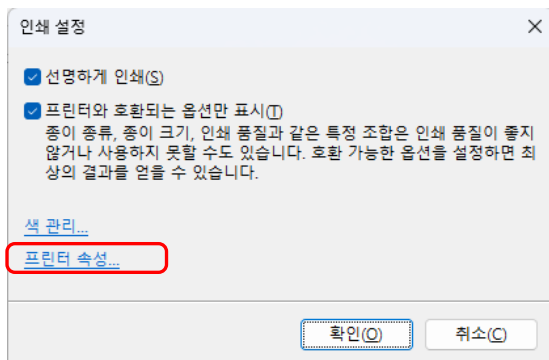 인쇄 설정
선명하게 인쇄(S)
프린터와 호환되는 옵션만 표시(T)
종이 종류, 종이 크기, 인쇄 품질과 같은 특정 조합은 인쇄 품질이 좋지
않거나 사용하지 못할 수도 있습니다. 호환 가능한 옵션을 설정하면 최
상의 결과를 얻을 수 있습니다.
색 관리...
프린터 속성...
확인(O)
취소(C)